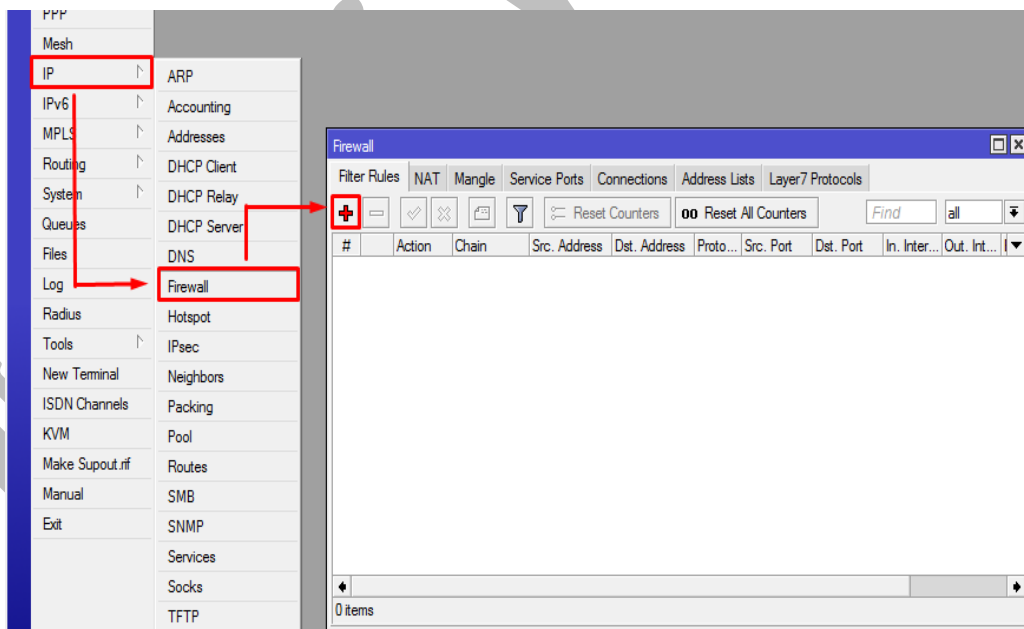 PPP
Mesh
IP
IPv6
MPLS
Routing
System
Queues
Files
Log
Radius
Tools
New Terminal
ISDN Channels
KVM
Make Supout.rif
Manual
Exit
ARP
Accounting
Addresses
DHCP Client
DHCP Relay
DHCP Server
DNS
Firewall
Hotspot
IPsec
Neighbors
Packing
Pool
Routes
SMB
SNMP
Services
Socks
TFTP
Firewall
Filter Rules NAT Mangle Service Ports Connections Address Lists Layer7 Protocols
Reset Counters 00 Reset All Counters Find all
# Action Chain Src. Address Dst. Address Proto... Src. Port Dst. Port In. Inter... Out. Int...
0 items